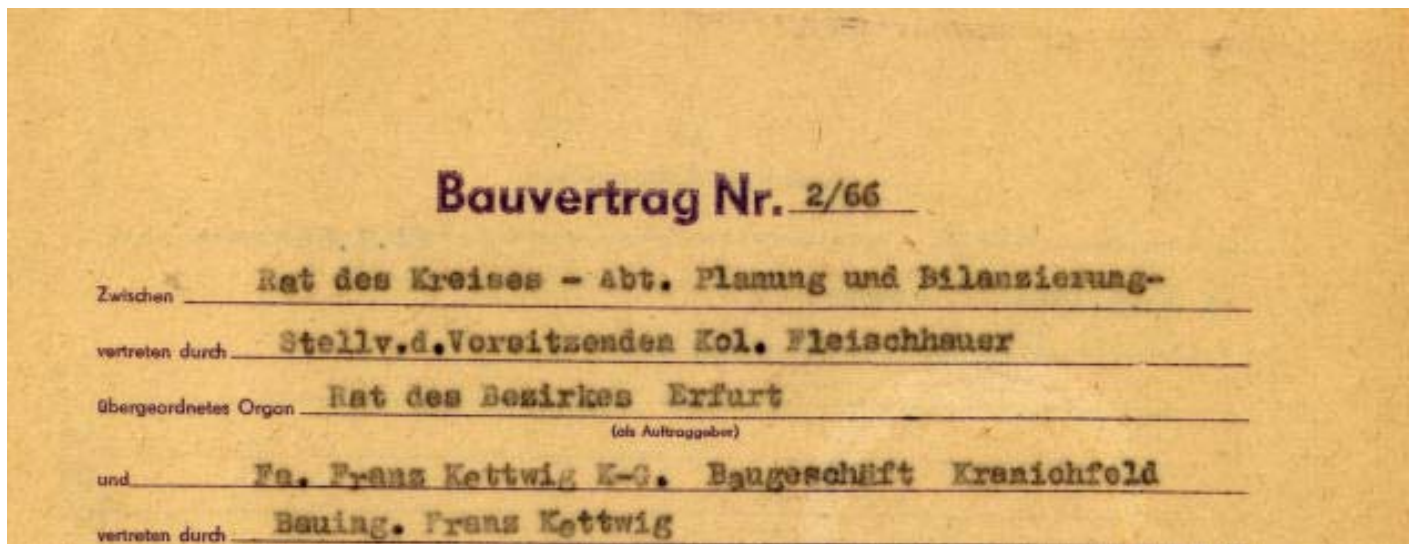 Bauvertrag Nr. 2/66
Zwischen Rat des Kreises - Abt. Planung und Bilanzierung-
vertreten durch Stellv.d.Vorsitzenden Kol. Fleischhauer
übergeordnetes Organ Rat des Bezirkes Erfurt
(als Auftraggeber)
und Fa. Franz Kettwig K-G. Baugeschäft Kranichfeld
vertreten durch Bauing. Franz Kettwig